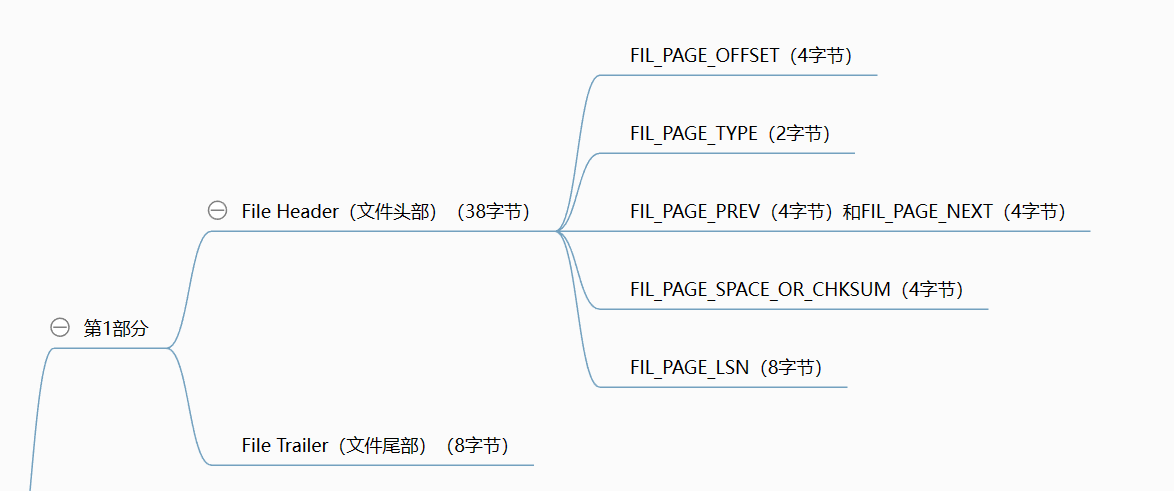 FIL_PAGE_OFFSET（4字节）
FIL_PAGE_TYPE（2字节）
File Header（文件头部）（38字节）
FIL_PAGE_PREV（4字节）和FIL_PAGE_NEXT（4字节）
FIL_PAGE_SPACE_OR_CHKSUM（4字节）
第1部分
FIL_PAGE_LSN（8字节）
File Trailer（文件尾部）（8字节）